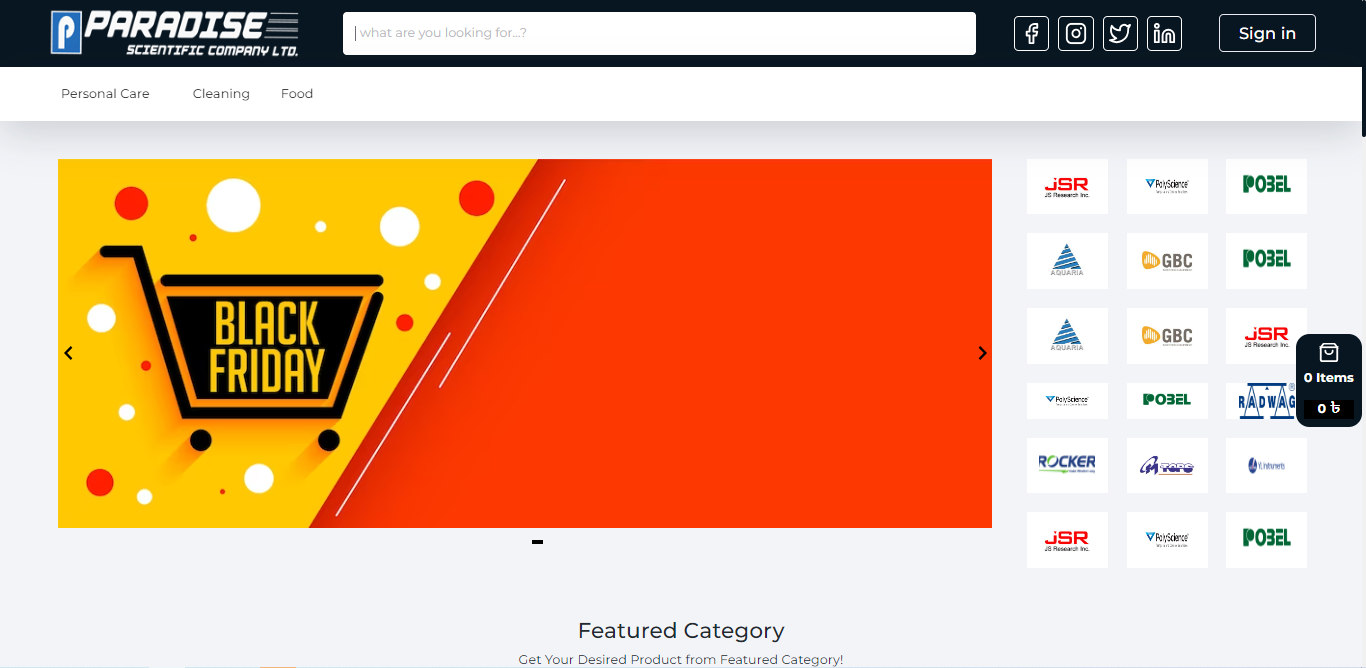 PARADISE
SCIENTIFIC COMPANY LTD.
what are you looking for...?
Sign in
Personal Care
Cleaning
Food
BLACK
FRIDAY
JSR
JS Research Inc.
PolyScience
POBEL
AQUARIA
GBC
POBEL
AQUARIA
GBC
JSR
JS Research Inc.
PolyScience
POBEL
RADWAG
ROCKER
TOPS
YL Instruments
JSR
JS Research Inc.
PolyScience
POBEL
0 Items
0 ৳
Featured Category
Get Your Desired Product from Featured Category!